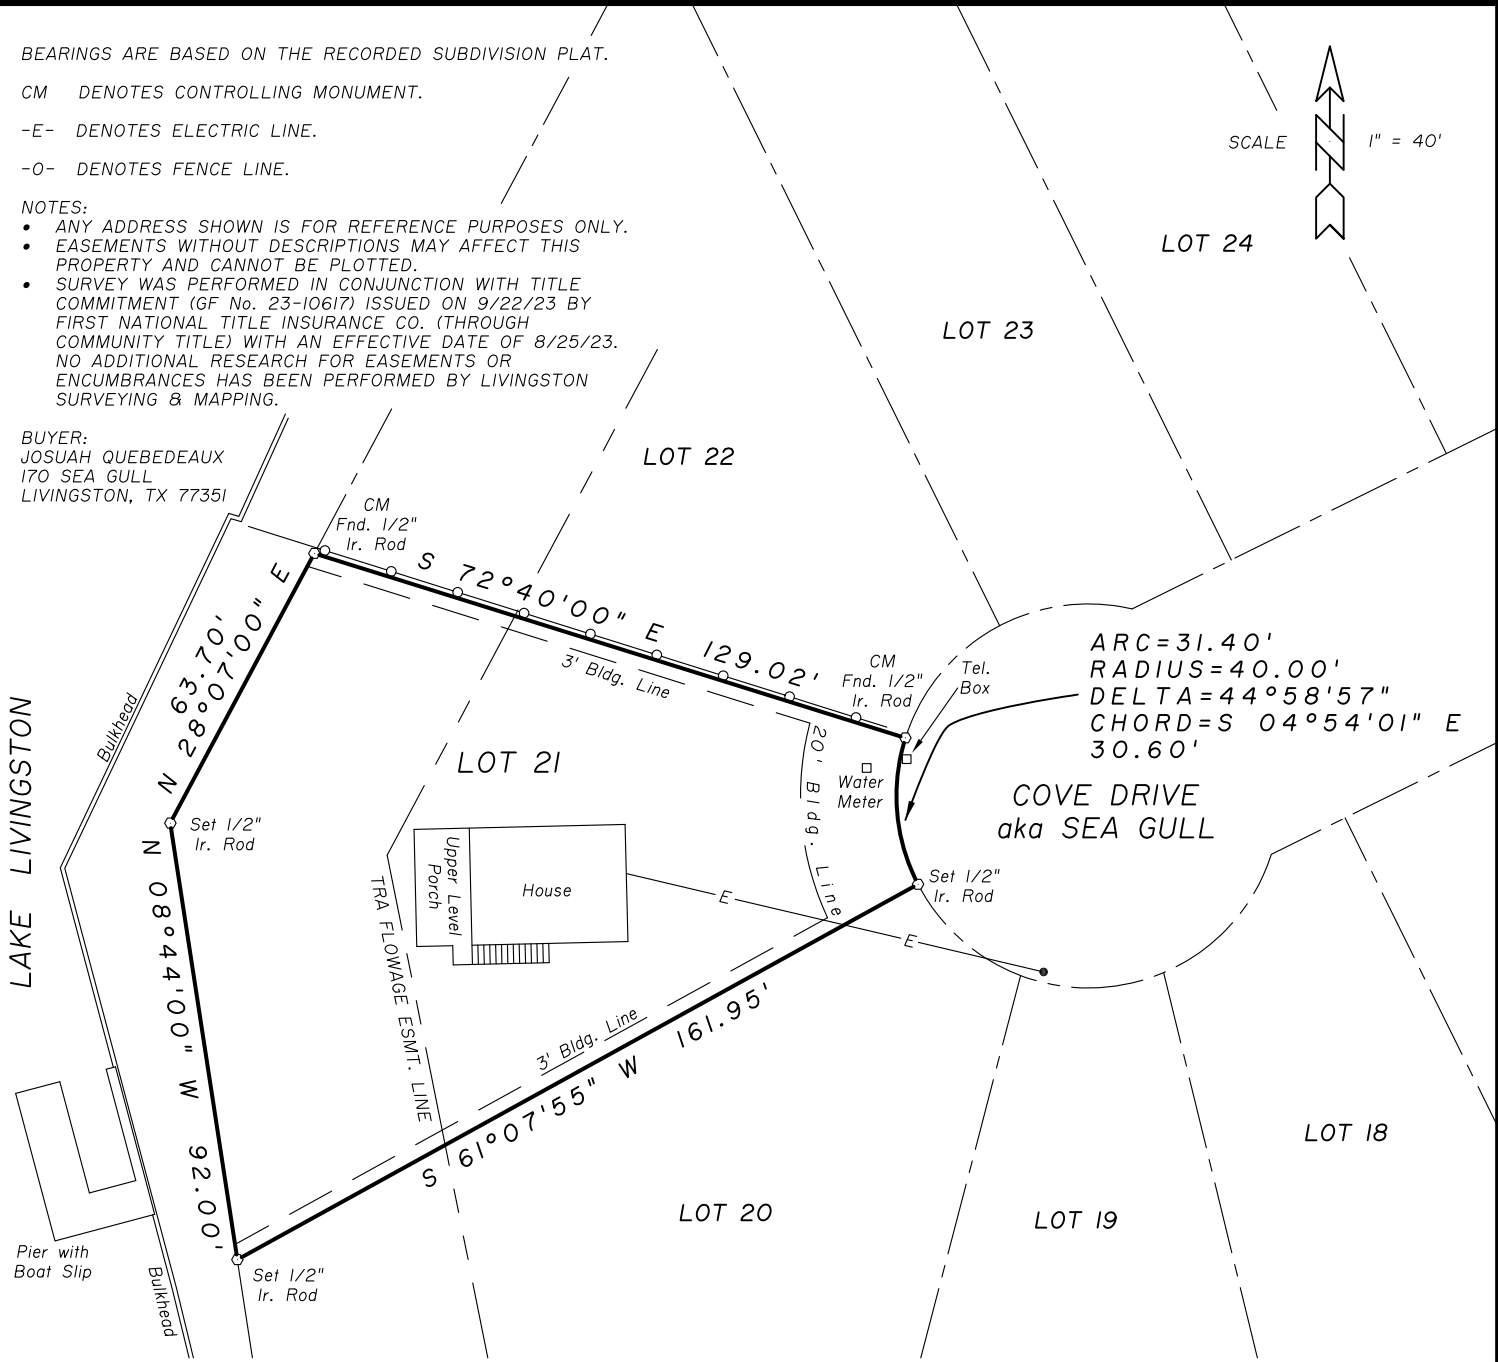 BEARINGS ARE BASED ON THE RECORDED SUBDIVISION PLAT.
CM DENOTES CONTROLLING MONUMENT.
-E- DENOTES ELECTRIC LINE.
-O- DENOTES FENCE LINE.
NOTES:
• ANY ADDRESS SHOWN IS FOR REFERENCE PURPOSES ONLY.
• EASEMENTS WITHOUT DESCRIPTIONS MAY AFFECT THIS
PROPERTY AND CANNOT BE PLOTTED.
• SURVEY WAS PERFORMED IN CONJUNCTION WITH TITLE
COMMITMENT (GF No. 23-10617) ISSUED ON 9/22/23 BY
FIRST NATIONAL TITLE INSURANCE CO. (THROUGH
COMMUNITY TITLE) WITH AN EFFECTIVE DATE OF 8/25/23.
NO ADDITIONAL RESEARCH FOR EASEMENTS OR
ENCUMBRANCES HAS BEEN PERFORMED BY LIVINGSTON
SURVEYING & MAPPING.
BUYER:
JOSUAH QUEBEDEAUX
170 SEA GULL
LIVINGSTON, TX 77351
SCALE
N
1" = 40'
LOT 24
LOT 23
LOT 22
CM
Fnd. 1/2"
Ir. Rod
S 72°40'00" E 129.02'
3' Bldg. Line
CM
Fnd. 1/2"
Ir. Rod
Tel.
Box
ARC=31.40'
RADIUS=40.00'
DELTA=44°58'57"
CHORD=S 04°54'01" E
30.60'
63.70'
N 28°07'00" E
Bulkhead
LAKE LIVINGSTON
LOT 21
20' Bldg. Line
Water
Meter
COVE DRIVE
aka SEA GULL
Set 1/2"
Ir. Rod
N 08°44'00" W 92.00'
TRA FLOWAGE ESMT. LINE
Upper Level
Porch
House
E
E
Set 1/2"
Ir. Rod
3' Bldg. Line
S 61°07'55" W 161.95'
LOT 18
LOT 20
LOT 19
Pier with
Boat Slip
Bulkhead
Set 1/2"
Ir. Rod